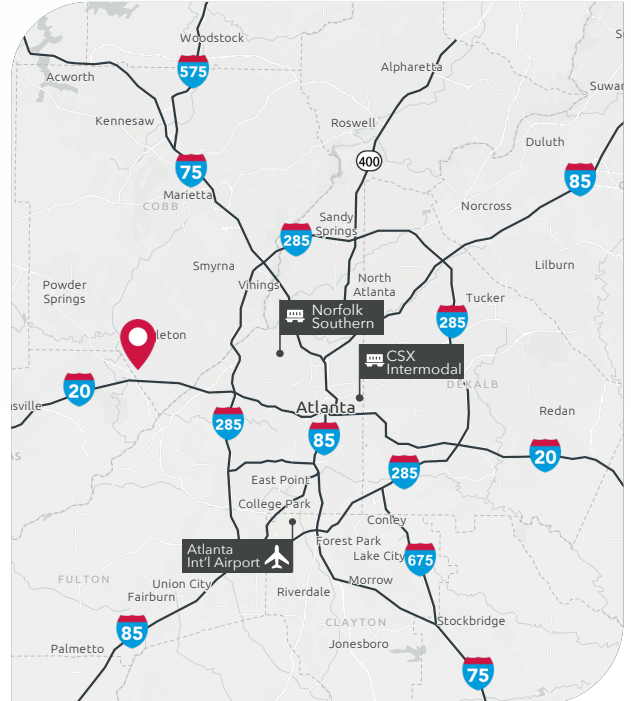 Woodstock
575
Alpharetta
Acworth
Kennesaw
Roswell
400
Duluth
75
85
Marietta
COBB
Norcross
Sandy
Springs
285
Smyrna
Vinings
North
Atlanta
Lilburn
Powder
Springs
Tucker
Norfolk
Southern
285
leton
CSX
Intermodal
DEKALB
20
sville
Atlanta
Redan
285
85
20
285
East Point
College Park
Conley
Atlanta
Int'l Airport
Forest Park
Lake City
675
FULTON
Union City
Fairburn
Riverdale
Morrow
85
CLAYTON
Stockbridge
Palmetto
Jonesboro
75